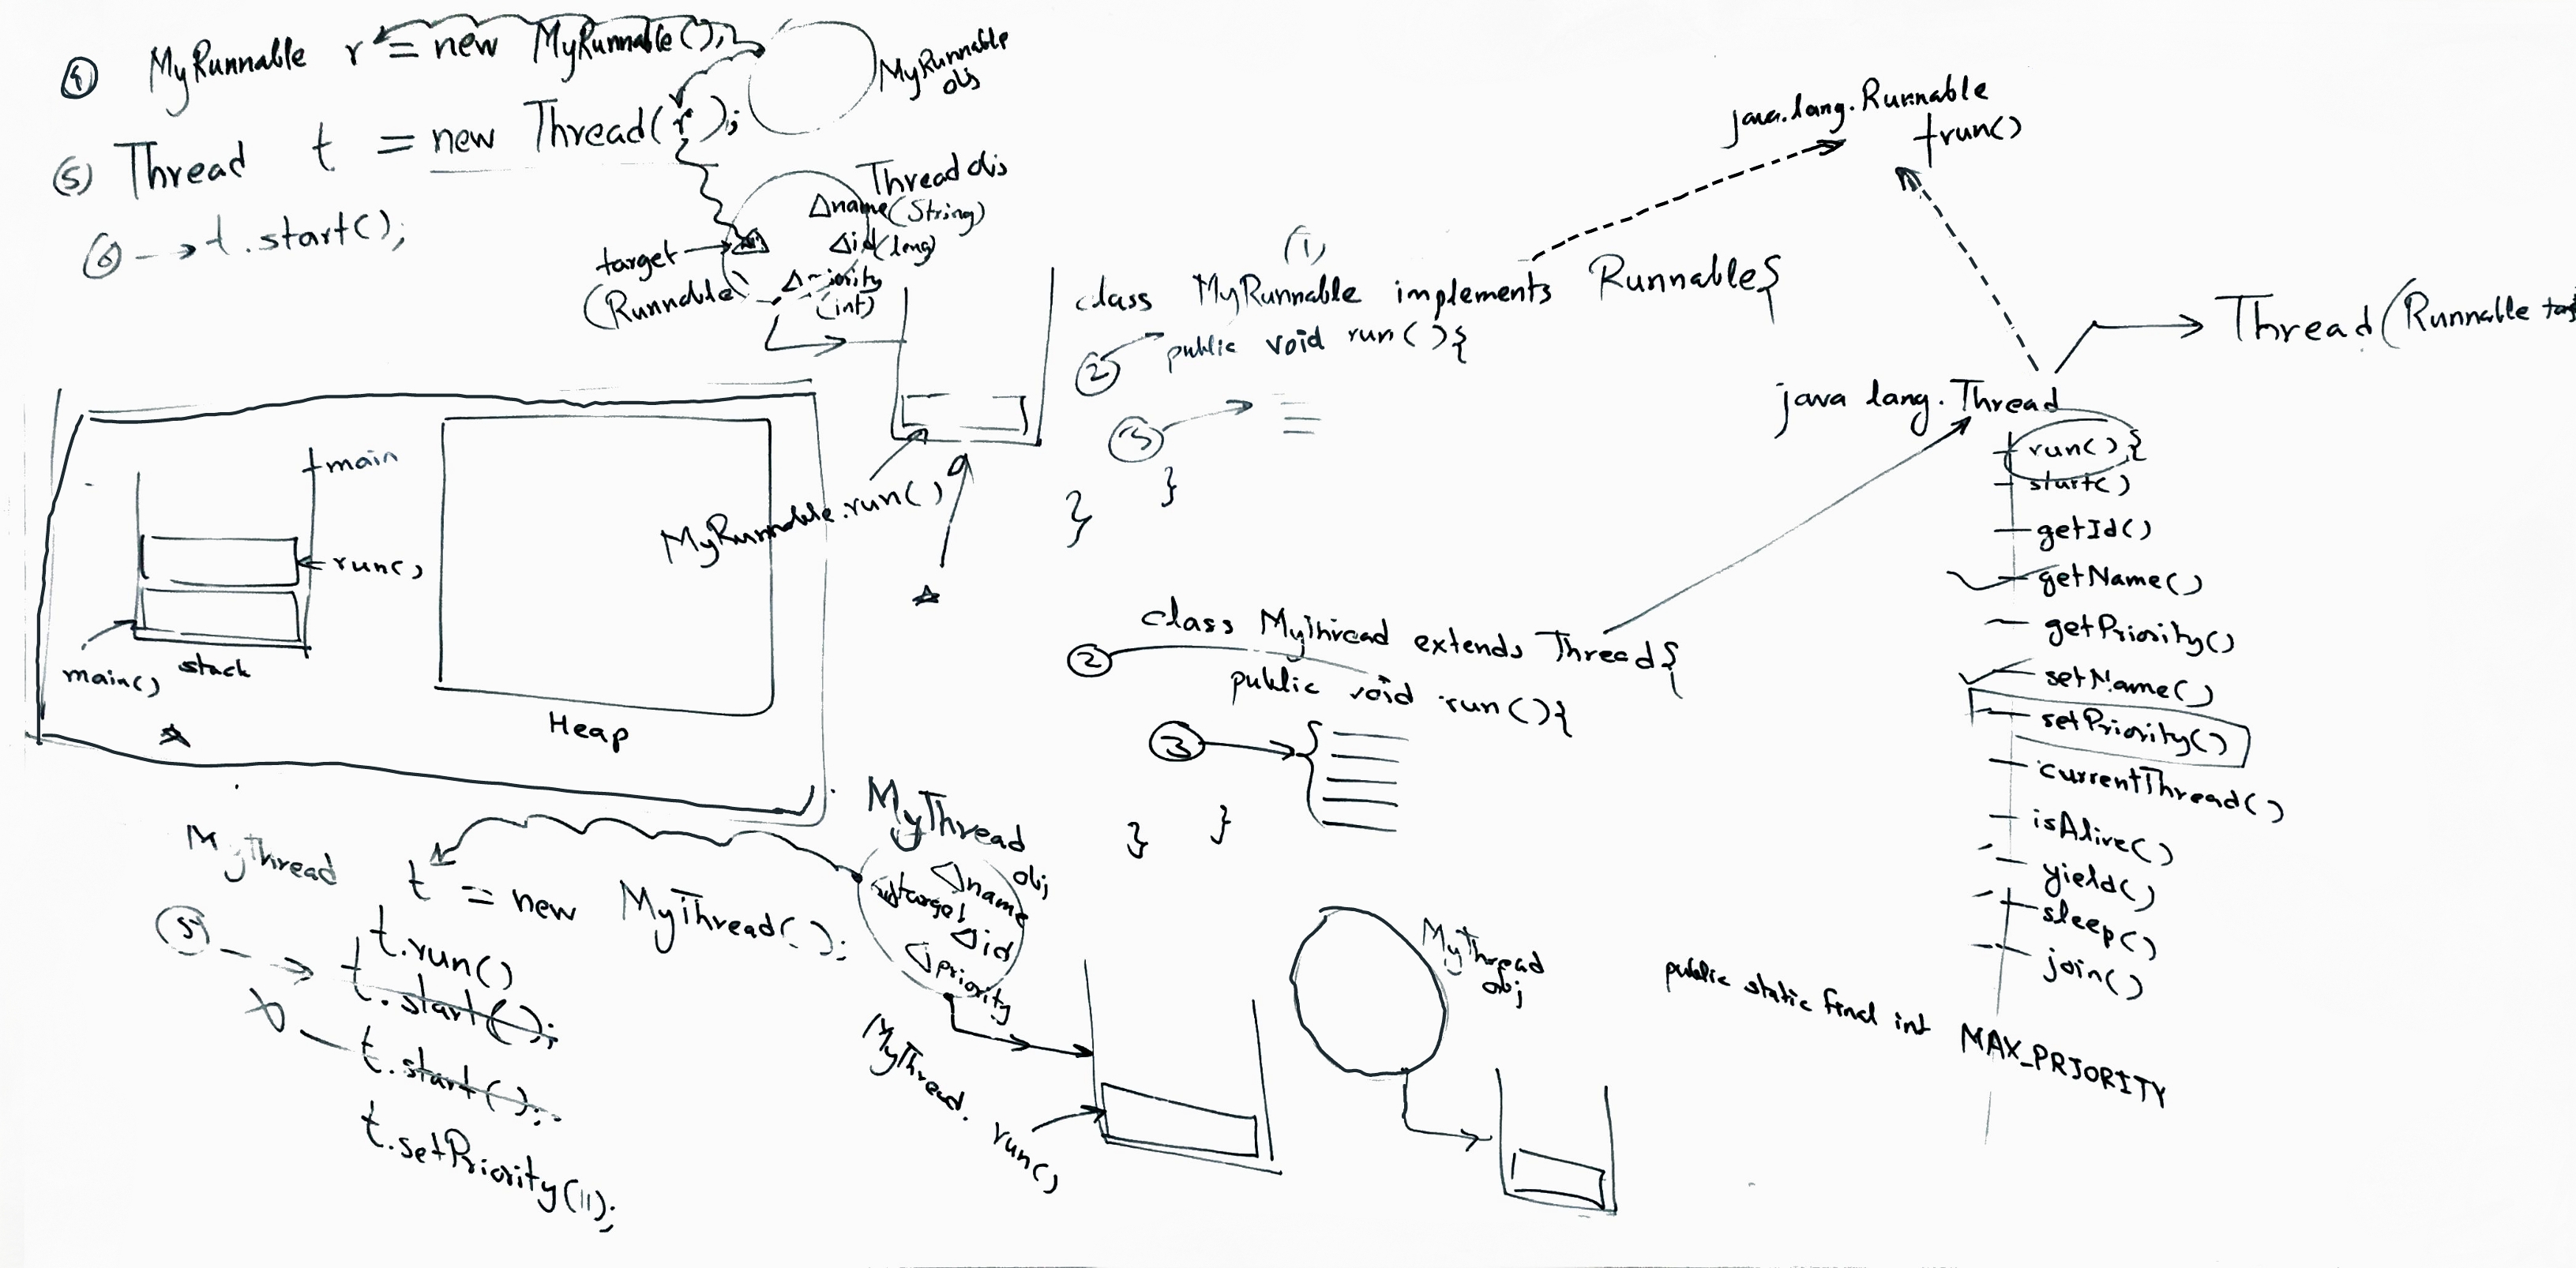 ④ MyRunnable r = new MyRunnable();
MyRunnable
obj
⑤ Thread t = new Thread(r);
⑥ → t.start();
Thread obj
name(String)
id(long)
priority
(int)
target
(Runnable
MyRunnable.run()
main
run()
main()
stack
Heap
java.lang.Runnable
run()
(1)
class MyRunnable implements Runnable{
② public void run(){
③
}
}
Thread(Runnable
java lang.Thread
run(){
start()
getId()
getName()
getPriority()
setName()
setPriority()
currentThread()
isAlive()
yield()
sleep()
join()
class MyThread extends Thread{
② public void run(){
③
}
}
MyThread t = new MyThread();
MyThread
obj
name
target
id
priority
⑤
t.run()
t.start();
t.start();
t.setPriority(11);
MyThread.
run()
MyThread
obj
public static final int MAX_PRIORITY